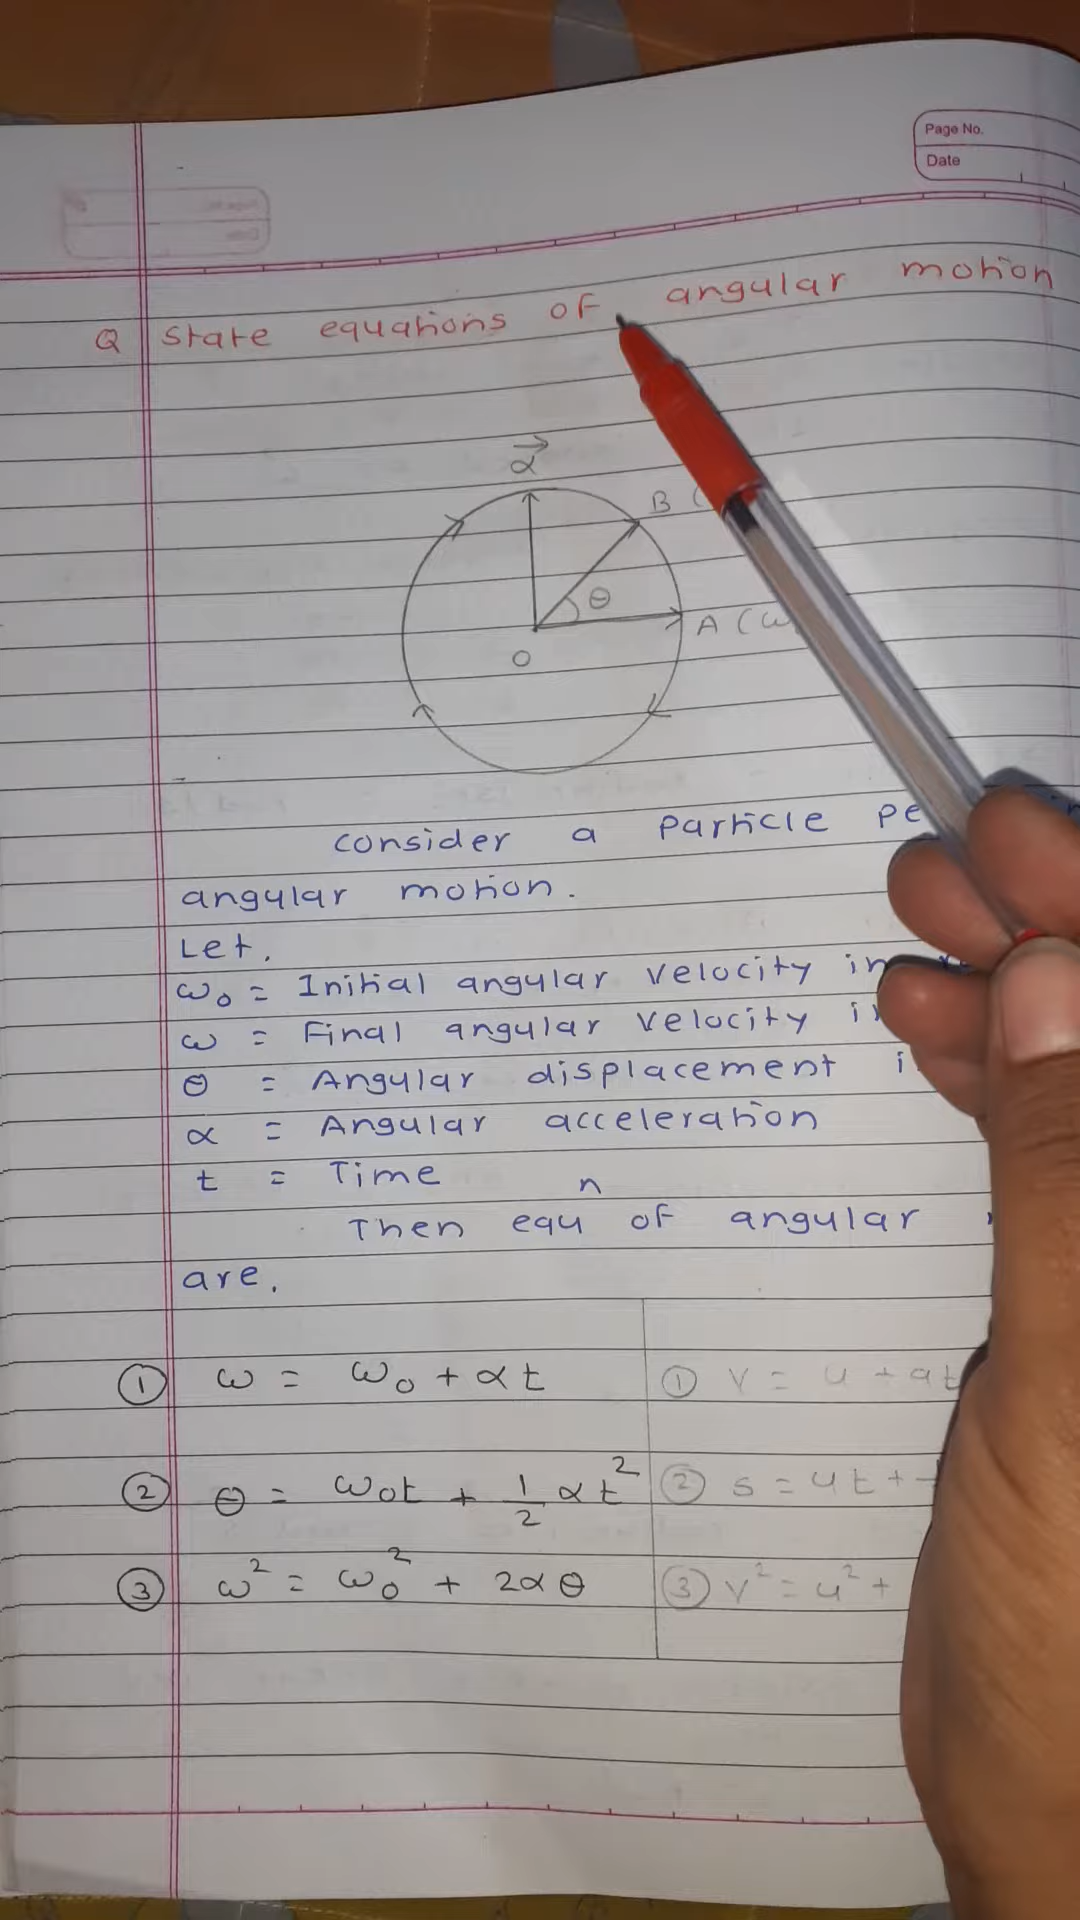 Page No.
Date
Q State equations of angular motion
α
B (
θ
A (ω
O
consider a particle
angular motion.
Let,
ω₀ = Initial angular velocity in
ω = Final angular velocity
θ = Angular displacement
α = Angular acceleration
t = Time
Then equⁿ of angular
are,
① ω = ω₀ + αt ① v = u + at
② θ = ω₀t + 1/2 αt² ② s = ut +
③ ω² = ω₀² + 2αθ ③ v² = u² +